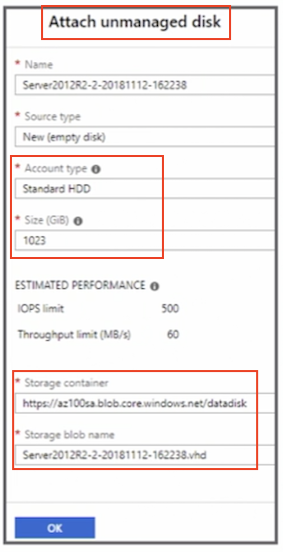 Attach unmanaged disk
* Name
Server2012R2-2-20181112-162238
* Source type
New (empty disk)
* Account type
Standard HDD
* Size (GiB)
1023
ESTIMATED PERFORMANCE
IOPS limit 500
Throughput limit (MB/s) 60
* Storage container
https://az100sa.blob.core.windows.net/datadisk
* Storage blob name
Server2012R2-2-20181112-162238.vhd
OK